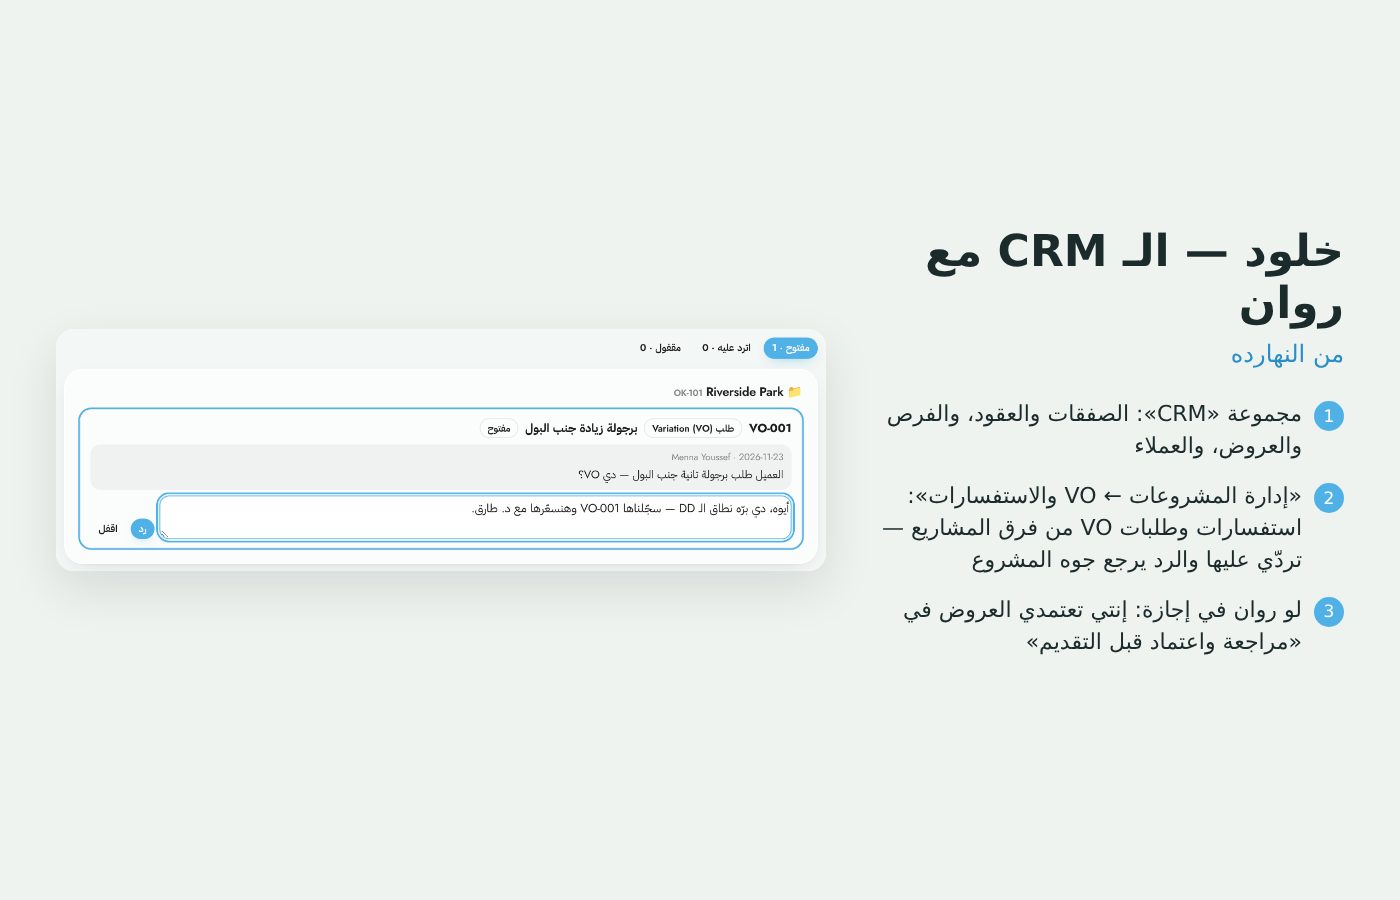 خلود — الـ CRM مع
روان
من النهارده
1 مجموعة «CRM»: الصفقات والعقود، والفرص
والعروض، والعملاء
2 «إدارة المشروعات ← VO والاستفسارات»:
استفسارات وطلبات VO من فرق المشاريع —
تردّي عليها والرد يرجع جوه المشروع
3 لو روان في إجازة: إنتي تعتمدي العروض في
«مراجعة واعتماد قبل التقديم»
مفتوح · 1 اترد عليه · 0 مقفول · 0
📁 Riverside Park OK-101
VO-001 طلب Variation (VO) برجولة زيادة جنب البول مفتوح
Menna Youssef · 2026-11-23
العميل طلب برجولة تانية جنب البول — دي VO؟
أيوه، دي برّه نطاق الـ DD — سجّلناها VO-001 وهنسعّرها مع د. طارق.
رد اقفل